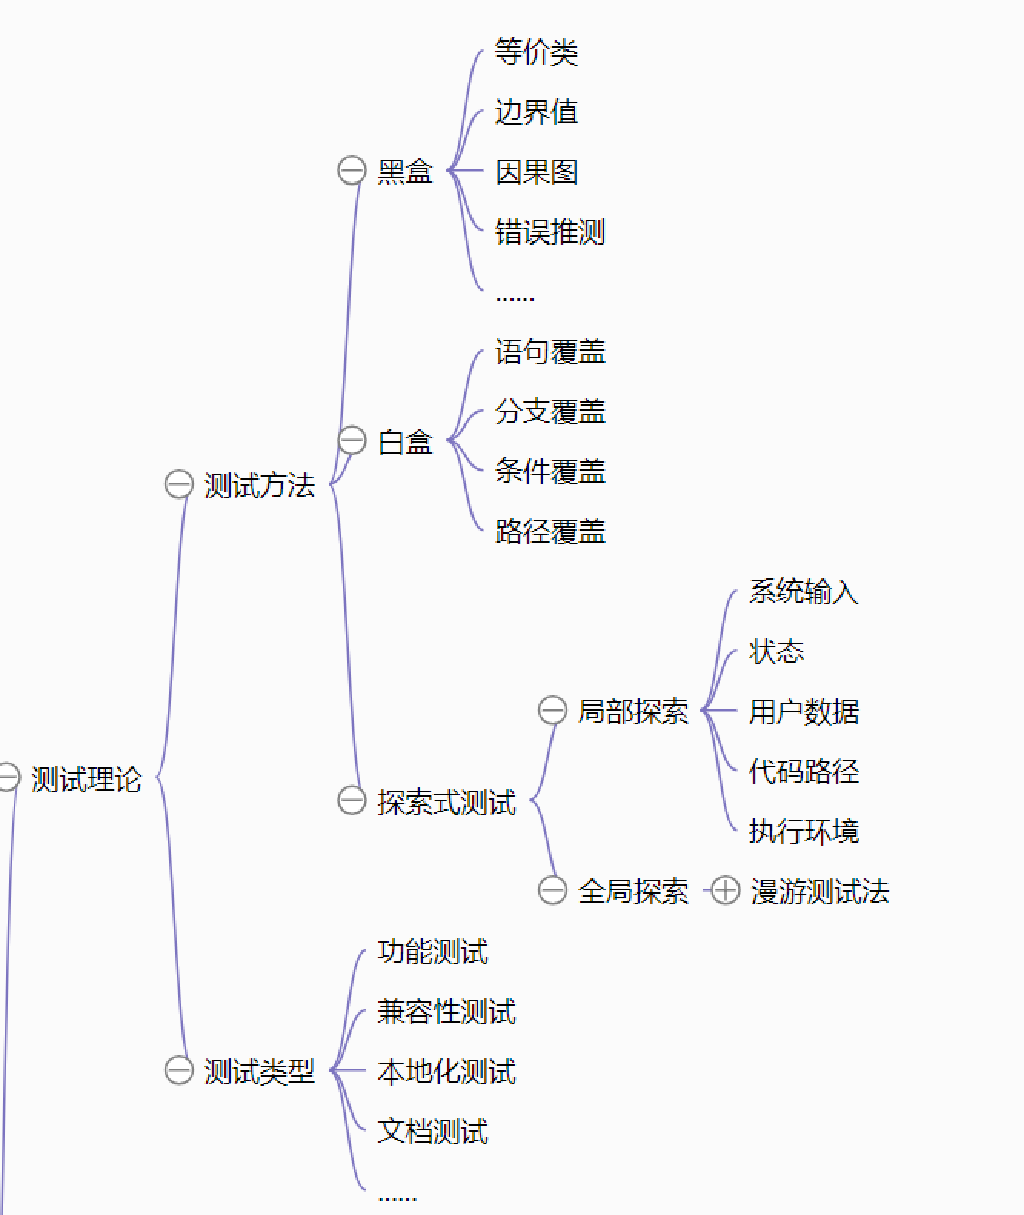 等价类
边界值
黑盒
因果图
错误推测
......
语句覆盖
分支覆盖
白盒
条件覆盖
测试方法
路径覆盖
系统输入
状态
局部探索
用户数据
代码路径
测试理论
探索式测试
执行环境
全局探索
漫游测试法
功能测试
兼容性测试
测试类型
本地化测试
文档测试
......